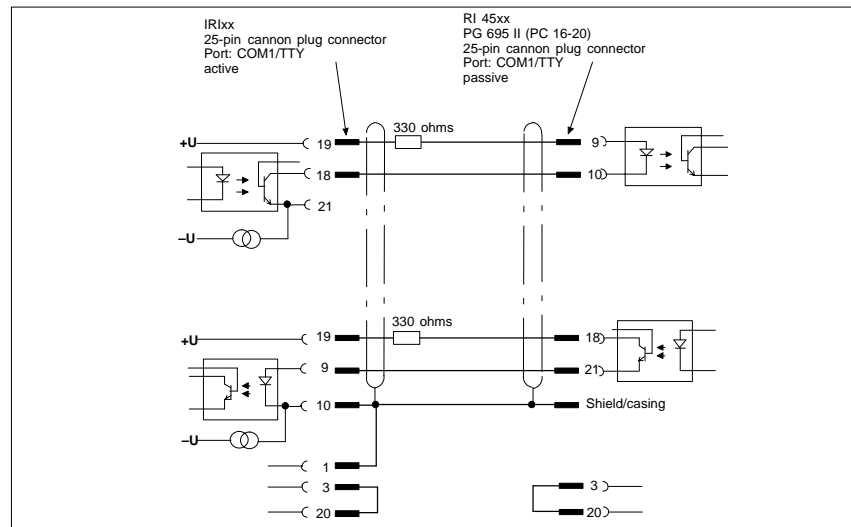 IRIxx
25-pin cannon plug connector
Port: COM1/TTY
active
RI 45xx
PG 695 II (PC 16-20)
25-pin cannon plug connector
Port: COM1/TTY
passive
330 ohms
+U
19
9
18
10
21
–U
330 ohms
+U
19
18
9
21
10
Shield/casing
–U
1
3
3
20
20